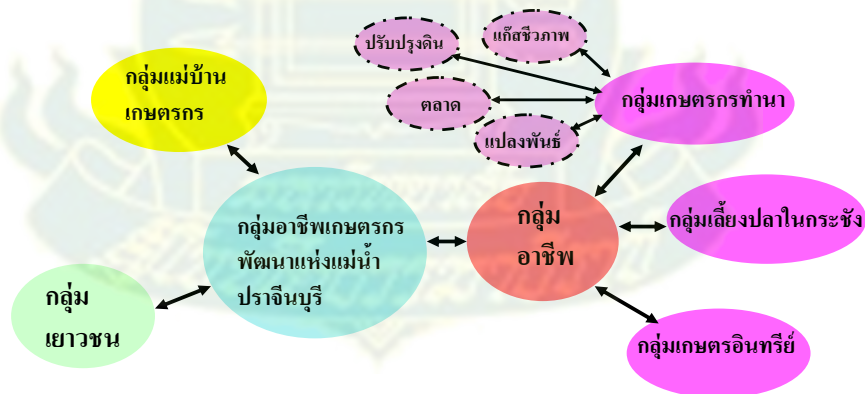 ปรับปรุงดิน
แก๊สชีวภาพ
ตลาด
แปลงพันธ์
กลุ่มเกษตรกรทำนา
กลุ่มแม่บ้าน
เกษตรกร
กลุ่มอาชีพเกษตรกร
พัฒนาแห่งแม่น้ำ
ปราจีนบุรี
กลุ่ม
อาชีพ
กลุ่มเลี้ยงปลาในกระชัง
กลุ่ม
เยาวชน
กลุ่มเกษตรอินทรีย์